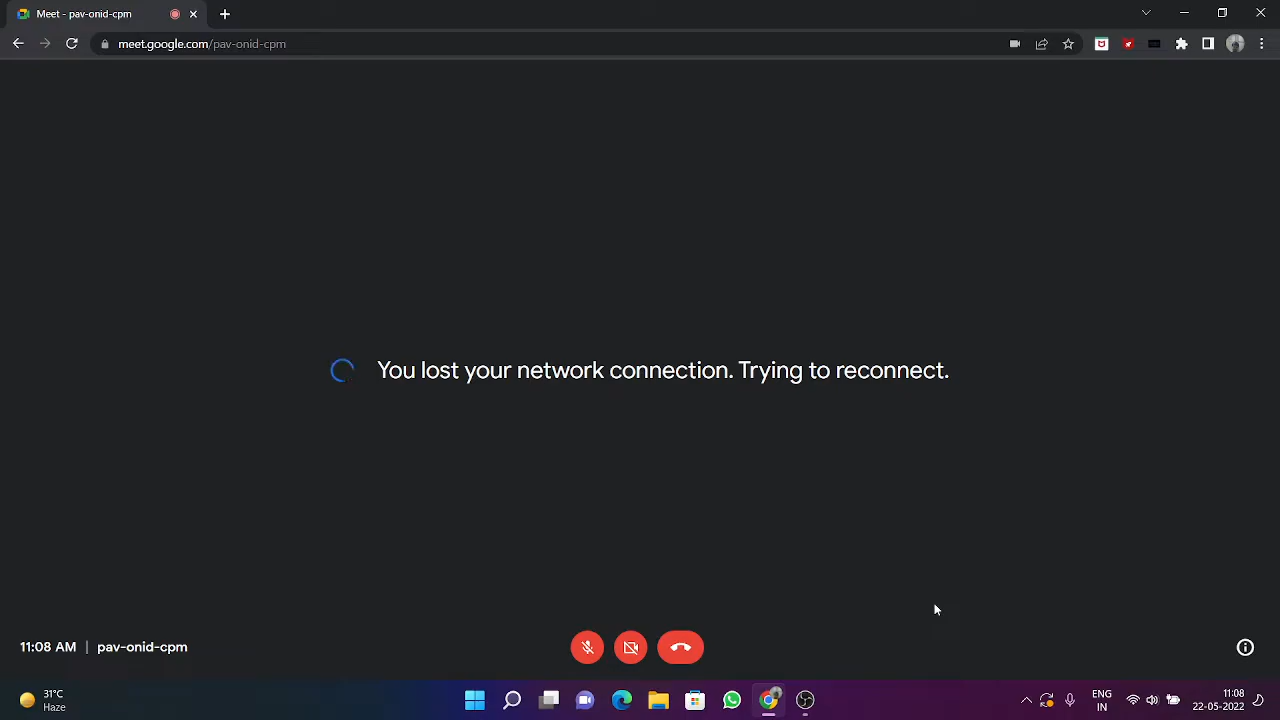 Meet - pav-onid-cpm
meet.google.com/pav-onid-cpm
You lost your network connection. Trying to reconnect.
11:08 AM | pav-onid-cpm
31°C
Haze
ENG
IN
11:08
22-05-2022